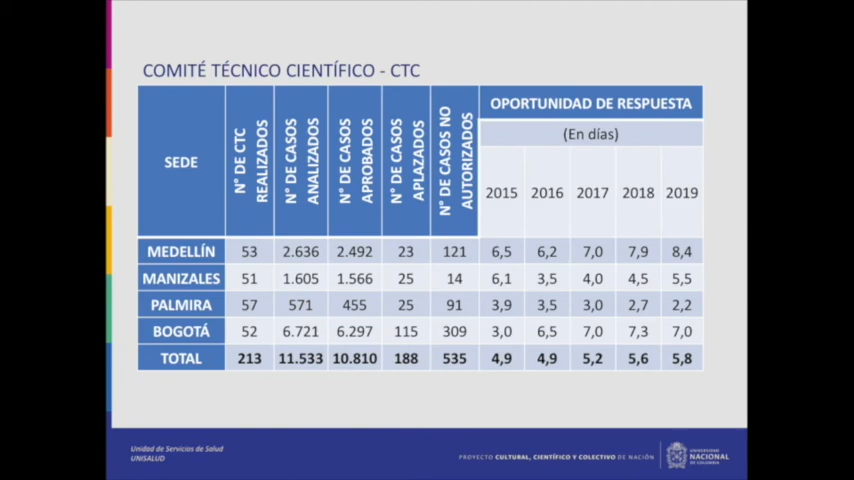 COMITÉ TÉCNICO CIENTÍFICO - CTC
SEDE
N° DE CTC REALIZADOS
N° DE CASOS ANALIZADOS
N° DE CASOS APROBADOS
N° DE CASOS APLAZADOS
N° DE CASOS NO AUTORIZADOS
OPORTUNIDAD DE RESPUESTA
(En días)
2015 2016 2017 2018 2019
MEDELLÍN 53 2.636 2.492 23 121 6,5 6,2 7,0 7,9 8,4
MANIZALES 51 1.605 1.566 25 14 6,1 3,5 4,0 4,5 5,5
PALMIRA 57 571 455 25 91 3,9 3,5 3,0 2,7 2,2
BOGOTÁ 52 6.721 6.297 115 309 3,0 6,5 7,0 7,3 7,0
TOTAL 213 11.533 10.810 188 535 4,9 4,9 5,2 5,6 5,8
Unidad de Servicios de Salud
UNISALUD
PROYECTO CULTURAL, CIENTÍFICO Y COLECTIVO DE NACIÓN
UNIVERSIDAD
NACIONAL
DE COLOMBIA